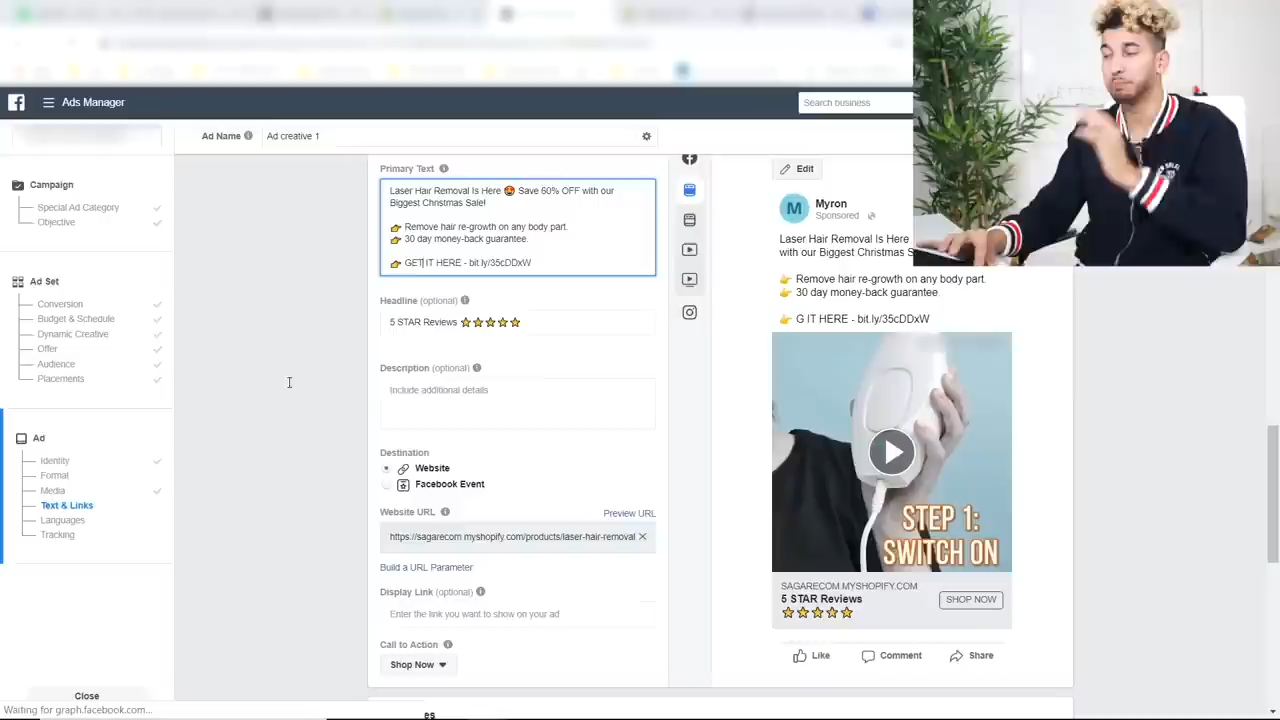 Ads Manager
Search business
Ad Name
Ad creative 1
Campaign
Special Ad Category
Objective
Ad Set
Conversion
Budget & Schedule
Dynamic Creative
Offer
Audience
Placements
Ad
Identity
Format
Media
Text & Links
Languages
Tracking
Close
Waiting for graph.facebook.com...
Primary Text
Laser Hair Removal Is Here 🤩 Save 60% OFF with our
Biggest Christmas Sale!
👉 Remove hair re-growth on any body part.
👉 30 day money-back guarantee.
👉 GET IT HERE - bit.ly/35cDDxW
Headline (optional)
5 STAR Reviews ⭐⭐⭐⭐⭐
Description (optional)
Include additional details
Destination
Website
Facebook Event
Website URL
Preview URL
https://sagarecom.myshopify.com/products/laser-hair-removal
Build a URL Parameter
Display Link (optional)
Enter the link you want to show on your ad
Call to Action
Shop Now
es
Edit
M
Myron
Sponsored
Laser Hair Removal Is Here
with our Biggest Christmas S
👉 Remove hair re-growth on any body part.
👉 30 day money-back guarantee.
👉 G IT HERE - bit.ly/35cDDxW
STEP 1:
SWITCH ON
SAGARECOM.MYSHOPIFY.COM
5 STAR Reviews
⭐⭐⭐⭐⭐
SHOP NOW
Like
Comment
Share